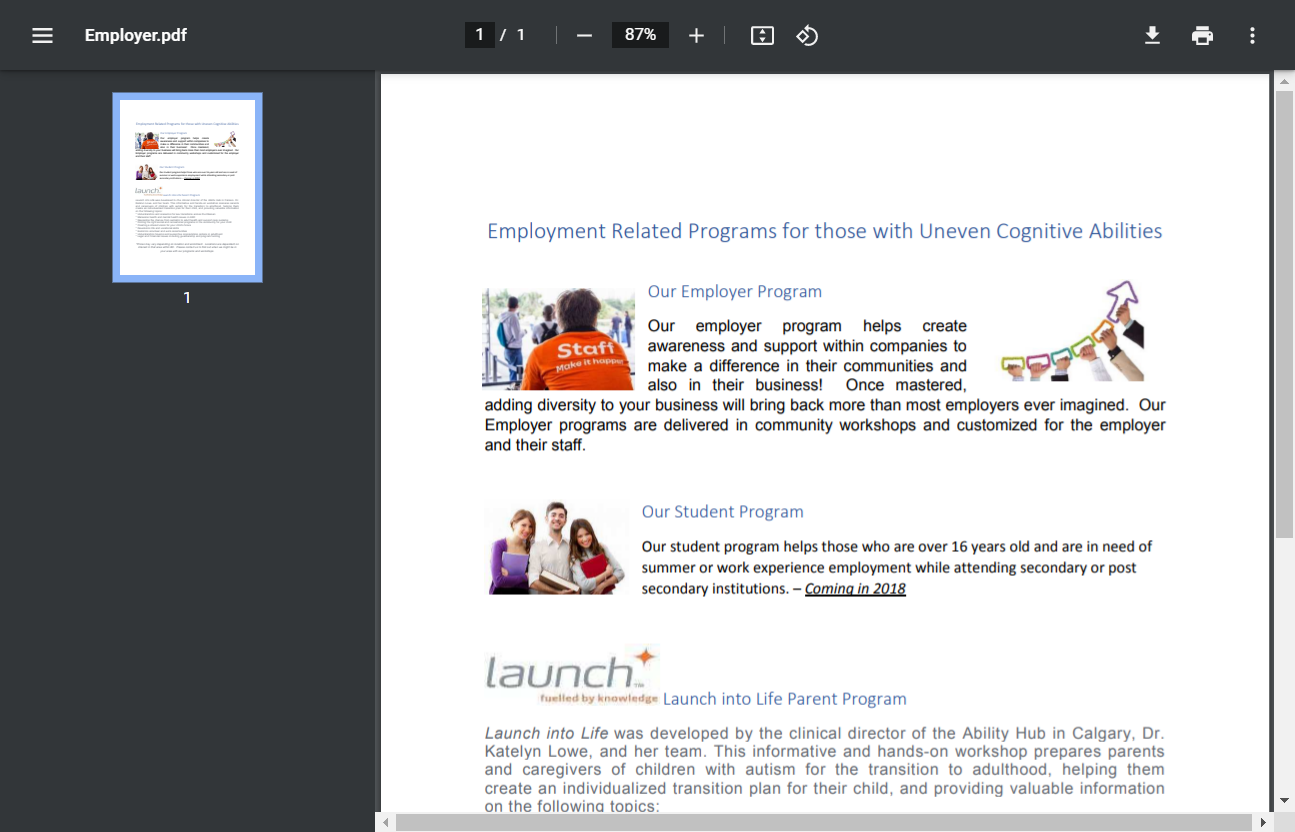 Employer.pdf
1 / 1
87%
1
Employment Related Programs for those with Uneven Cognitive Abilities
Our Employer Program
Staff
Make it happen
Our employer program helps create
awareness and support within companies to
make a difference in their communities and
also in their business! Once mastered,
adding diversity to your business will bring back more than most employers ever imagined. Our
Employer programs are delivered in community workshops and customized for the employer
and their staff.
Our Student Program
Our student program helps those who are over 16 years old and are in need of
summer or work experience employment while attending secondary or post
secondary institutions. – Coming in 2018
launch
TM
fuelled by knowledge Launch into Life Parent Program
Launch into Life was developed by the clinical director of the Ability Hub in Calgary, Dr.
Katelyn Lowe, and her team. This informative and hands-on workshop prepares parents
and caregivers of children with autism for the transition to adulthood, helping them
create an individualized transition plan for their child, and providing valuable information
on the following topics: